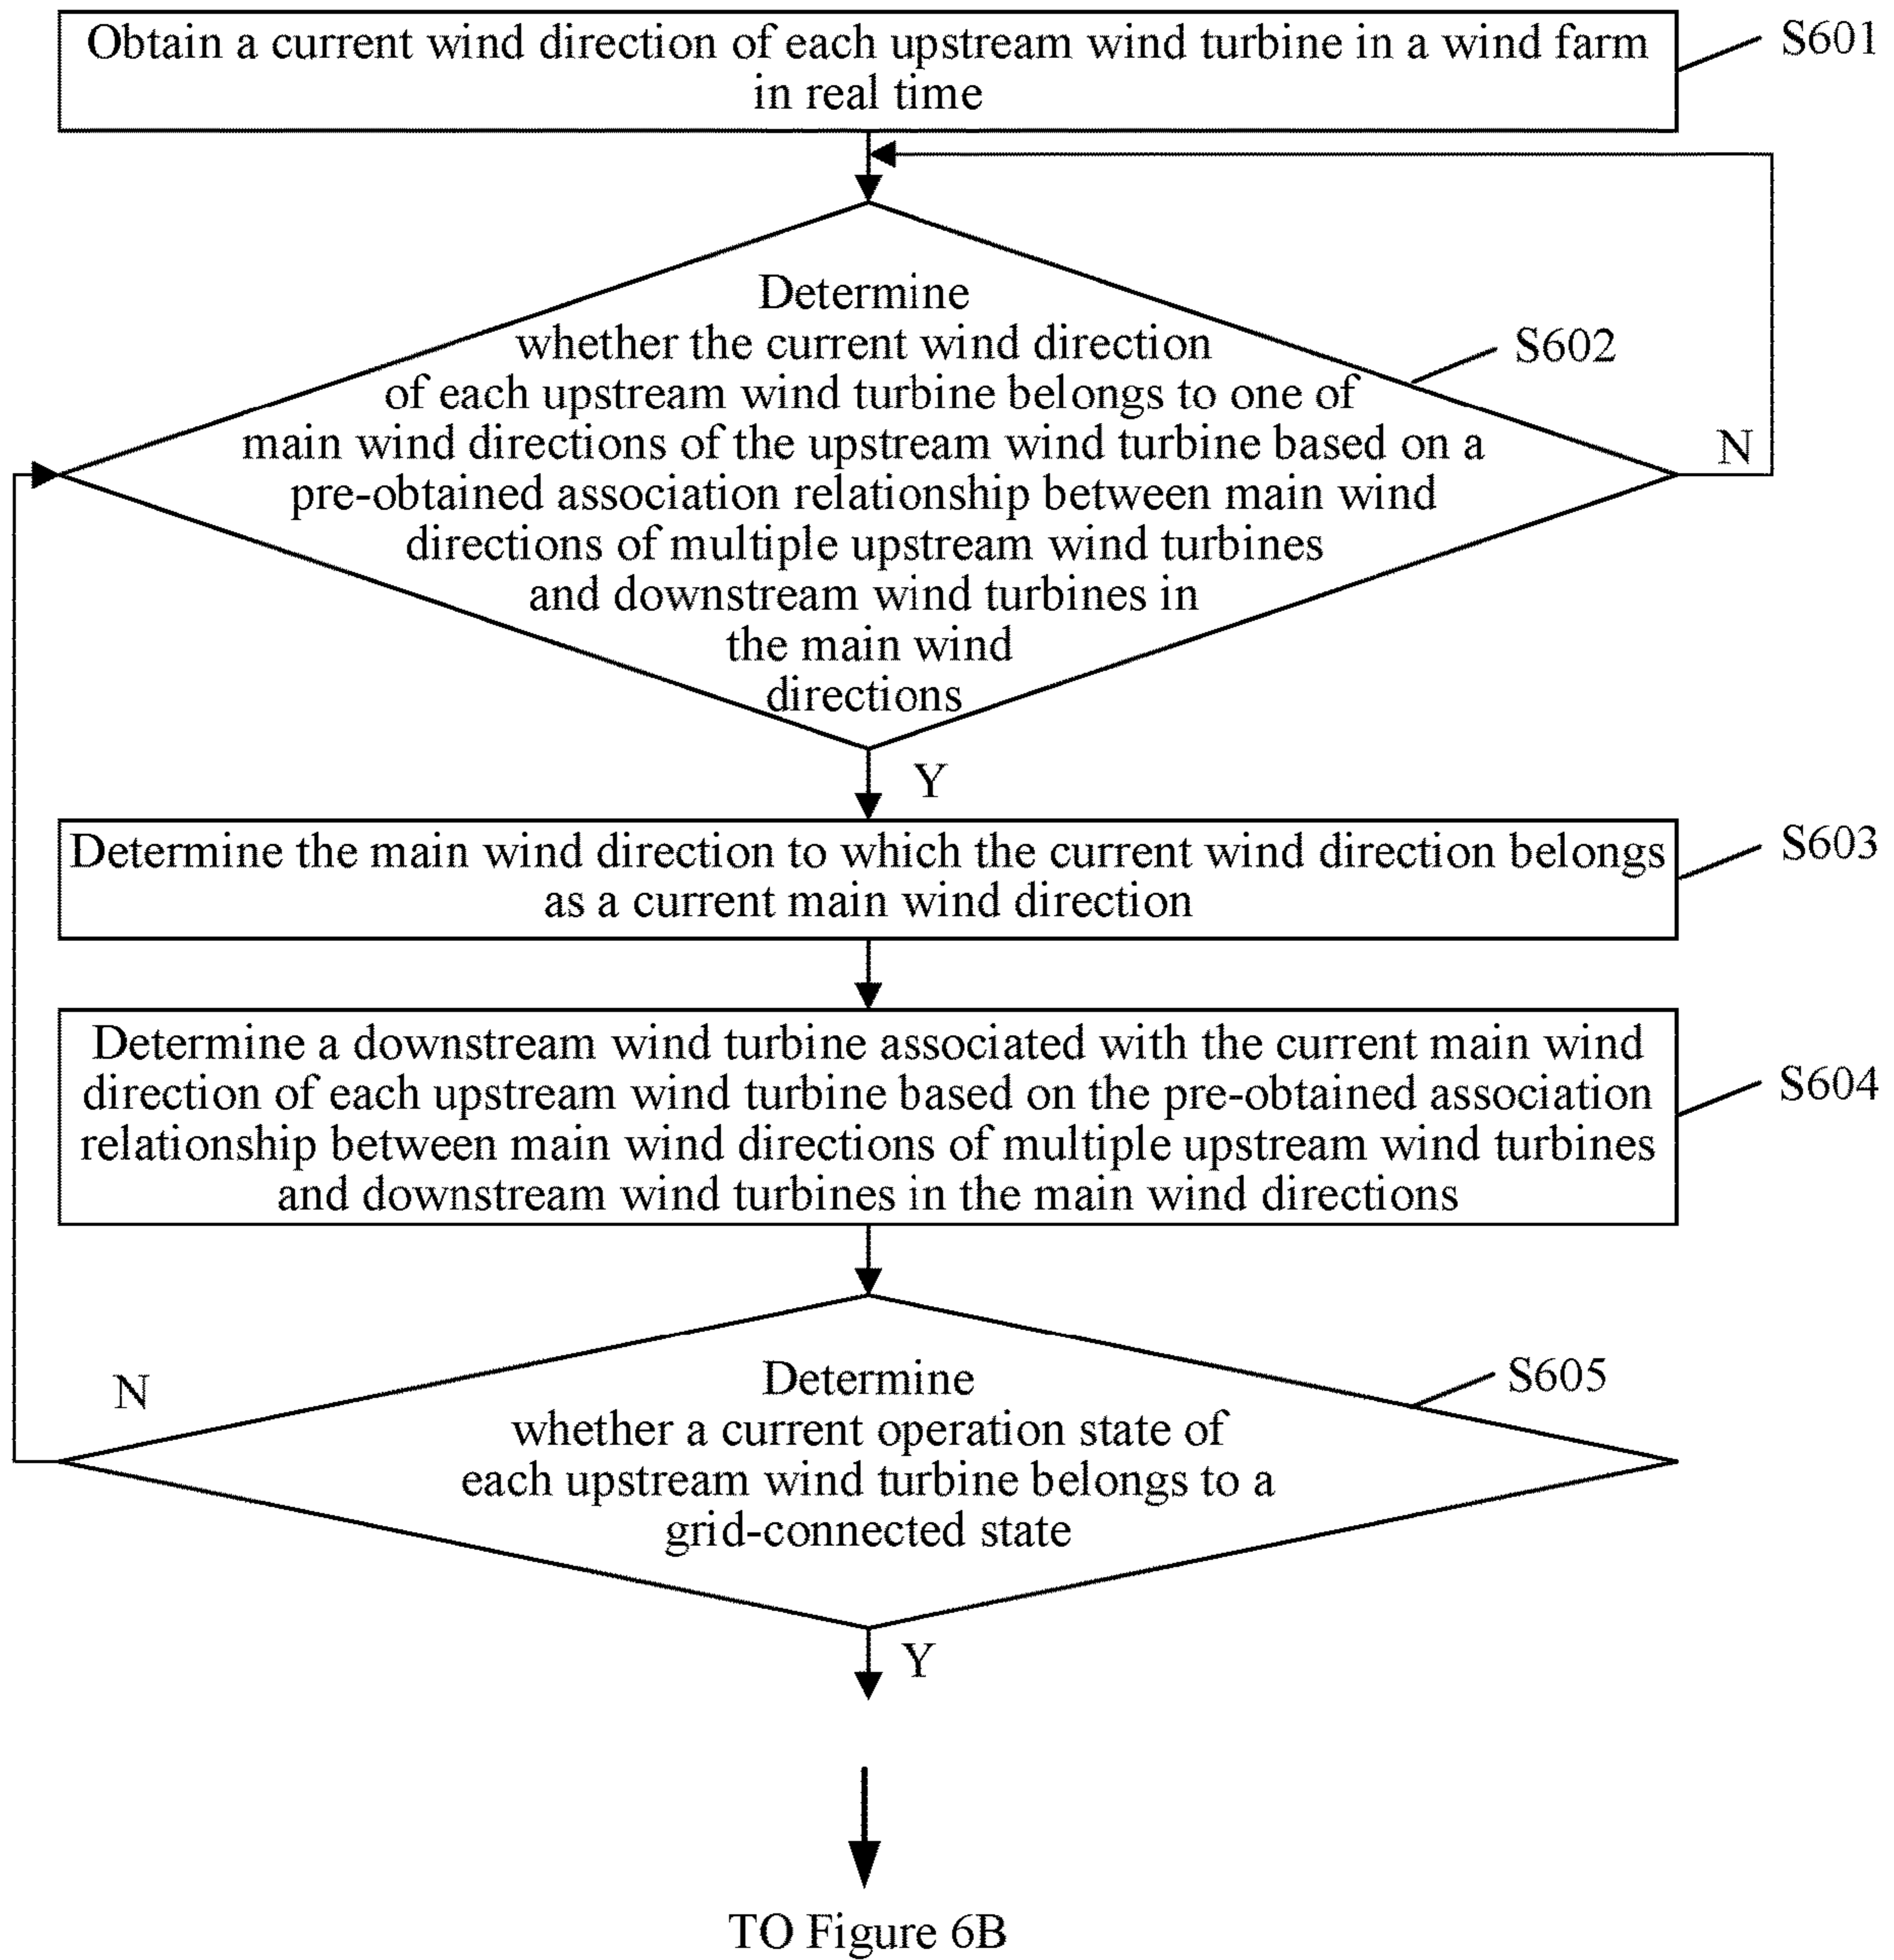 Obtain a current wind direction of each upstream wind turbine in a wind farm
in real time
S601
Determine
whether the current wind direction
of each upstream wind turbine belongs to one of
main wind directions of the upstream wind turbine based on a
pre-obtained association relationship between main wind
directions of multiple upstream wind turbines
and downstream wind turbines in
the main wind
directions
S602
N
Y
Determine the main wind direction to which the current wind direction belongs
as a current main wind direction
S603
Determine a downstream wind turbine associated with the current main wind
direction of each upstream wind turbine based on the pre-obtained association
relationship between main wind directions of multiple upstream wind turbines
and downstream wind turbines in the main wind directions
S604
N
Determine
whether a current operation state of
each upstream wind turbine belongs to a
grid-connected state
S605
Y
TO Figure 6B